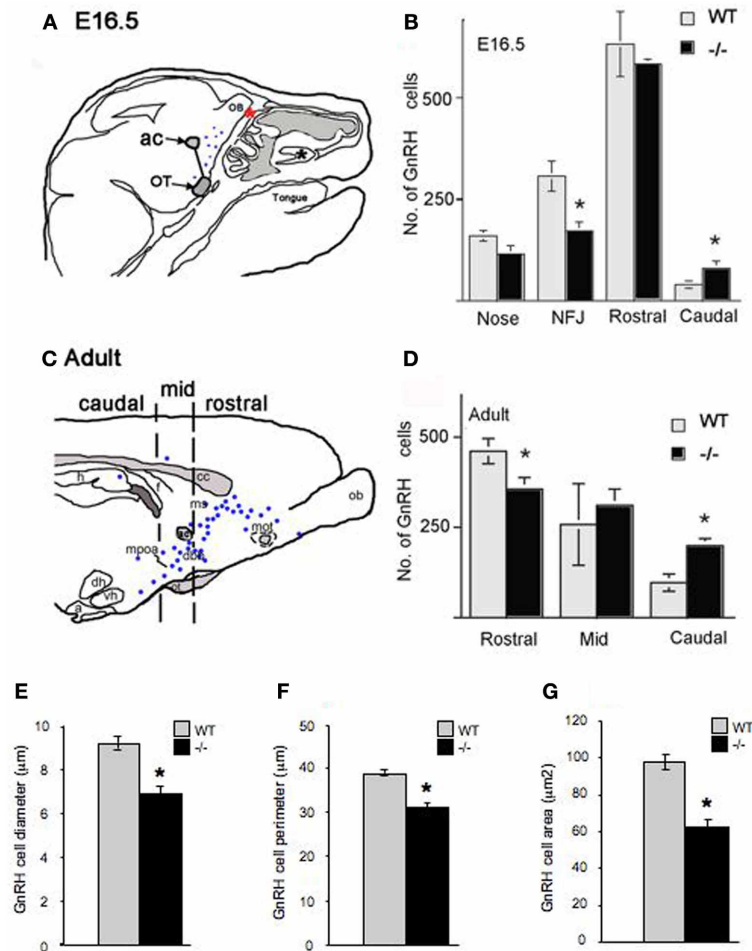 A E16.5
OB
ac
OT
*
Tongue
B
E16.5
WT
-/-
No. of GnRH cells
500
250
*
*
Nose NFJ Rostral Caudal
C Adult
caudal mid rostral
h
f
cc
ms
ob
mot
ac
mpoa
dbb
ot
dh
vh
a
D
Adult
WT
-/-
No. of GnRH cells
500
250
*
*
Rostral Mid Caudal
E
WT
-/-
GnRH cell diameter (μm)
10
8
6
4
2
0
*
F
WT
-/-
GnRH cell perimeter (μm)
50
40
30
20
10
0
*
G
WT
-/-
GnRH cell area (μm2)
120
100
80
60
40
20
0
*